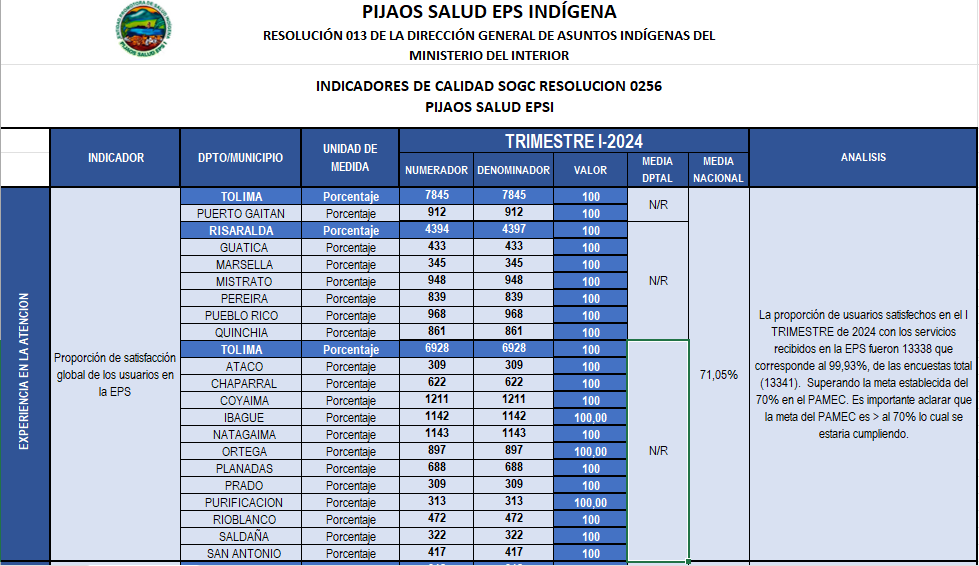 PIJAOS SALUD EPS INDÍGENA
RESOLUCIÓN 013 DE LA DIRECCIÓN GENERAL DE ASUNTOS INDÍGENAS DEL
MINISTERIO DEL INTERIOR
INDICADORES DE CALIDAD SOGC RESOLUCION 0256
PIJAOS SALUD EPSI
INDICADOR DPTO/MUNICIPIO UNIDAD DE MEDIDA TRIMESTRE I-2024 ANALISIS
NUMERADOR DENOMINADOR VALOR MEDIA DPTAL MEDIA NACIONAL
EXPERIENCIA EN LA ATENCION
Proporción de satisfacción
global de los usuarios en
la EPS
TOLIMA Porcentaje 7845 7845 100
PUERTO GAITAN Porcentaje 912 912 100
N/R
RISARALDA Porcentaje 4394 4397 100
GUATICA Porcentaje 433 433 100
MARSELLA Porcentaje 345 345 100
MISTRATO Porcentaje 948 948 100
PEREIRA Porcentaje 839 839 100
PUEBLO RICO Porcentaje 968 968 100
QUINCHIA Porcentaje 861 861 100
N/R
TOLIMA Porcentaje 6928 6928 100
ATACO Porcentaje 309 309 100
CHAPARRAL Porcentaje 622 622 100
COYAIMA Porcentaje 1211 1211 100
IBAGUE Porcentaje 1142 1142 100,00
NATAGAIMA Porcentaje 1143 1143 100
ORTEGA Porcentaje 897 897 100,00
PLANADAS Porcentaje 688 688 100
PRADO Porcentaje 309 309 100
PURIFICACION Porcentaje 313 313 100,00
RIOBLANCO Porcentaje 472 472 100
SALDAÑA Porcentaje 322 322 100
SAN ANTONIO Porcentaje 417 417 100
N/R
71,05%
La proporción de usuarios satisfechos en el I
TRIMESTRE de 2024 con los servicios
recibidos en la EPS fueron 13338 que
corresponde al 99,93%, de las encuestas total
(13341). Superando la meta establecida del
70% en el PAMEC. Es importante aclarar que
la meta del PAMEC es > al 70% lo cual se
estaria cumpliendo.